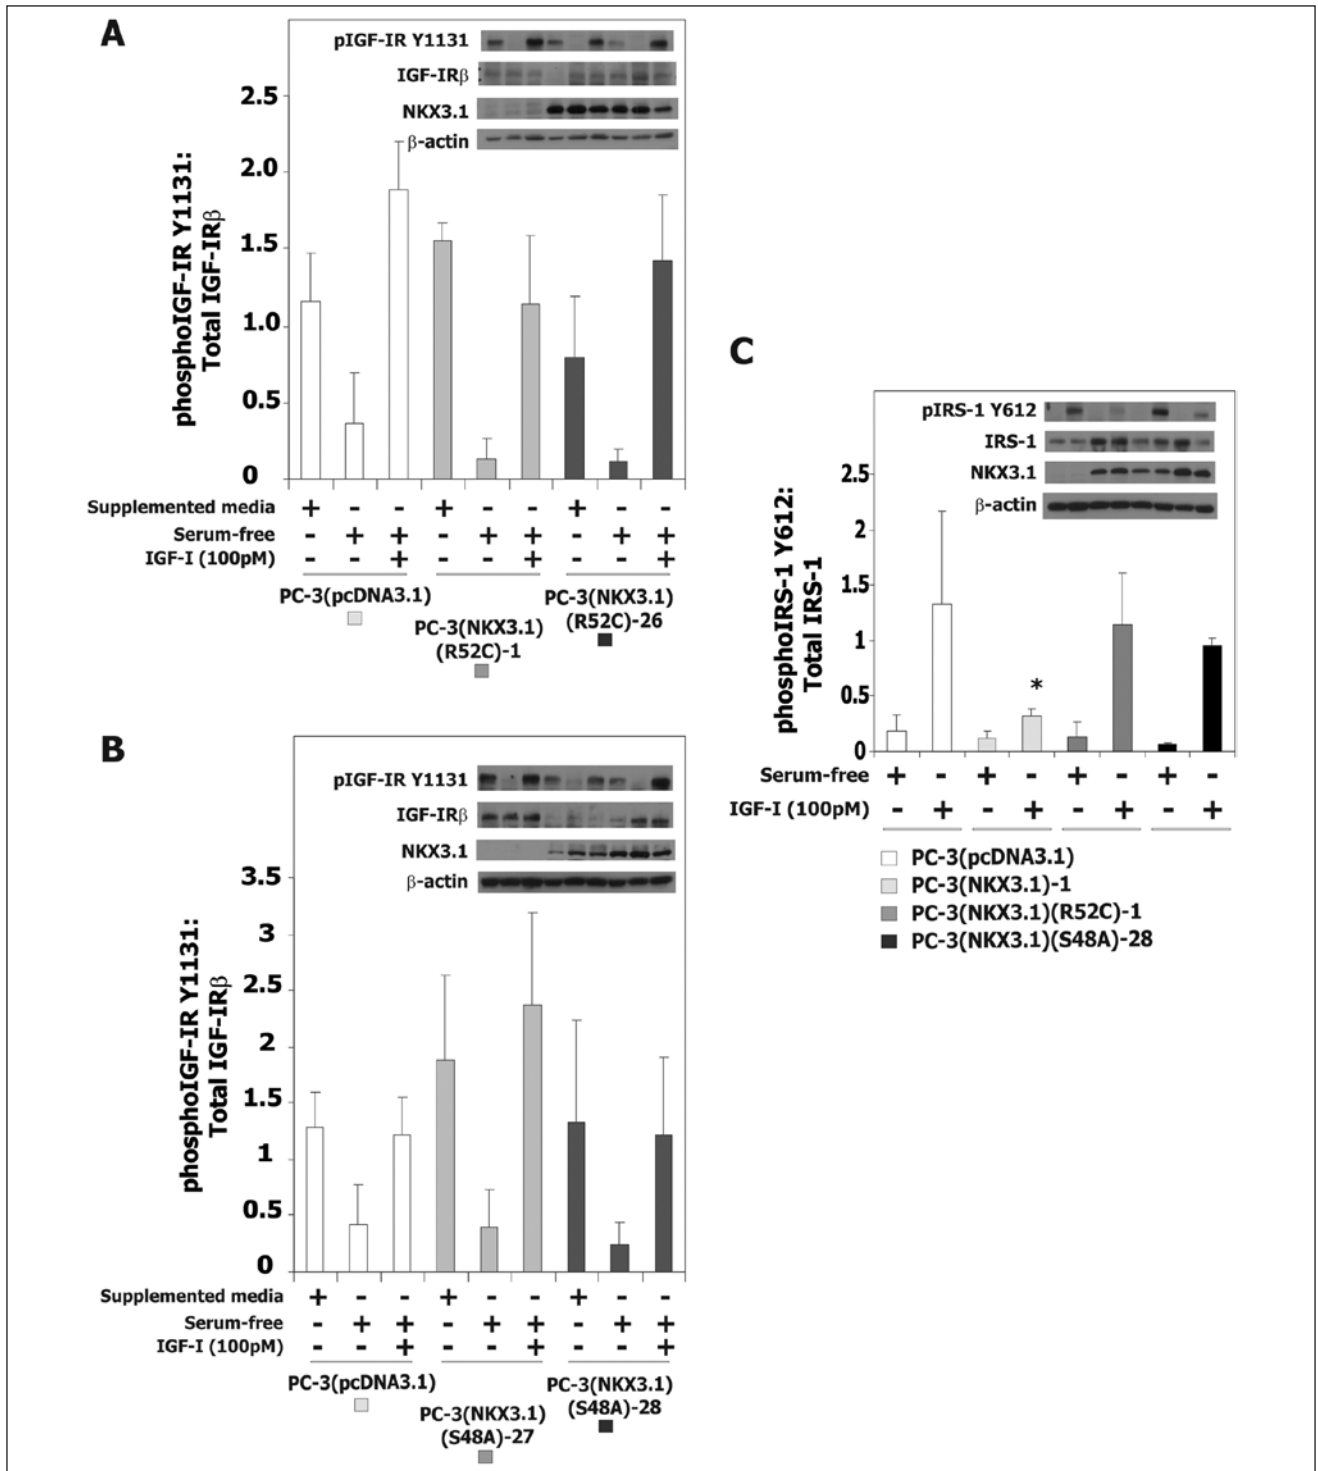 A
pIGF-IR Y1131
IGF-IRβ
NKX3.1
β-actin
phosphoIGF-IR Y1131:
Total IGF-IRβ
2.5
2.0
1.5
1.0
0.5
0
Supplemented media + - - + - - + - -
Serum-free - + + - + + - + +
IGF-I (100pM) - - + - - + - - +
PC-3(pcDNA3.1)
PC-3(NKX3.1)
(R52C)-1
PC-3(NKX3.1)
(R52C)-26
B
pIGF-IR Y1131
IGF-IRβ
NKX3.1
β-actin
phosphoIGF-IR Y1131:
Total IGF-IRβ
3.5
3
2.5
2
1.5
1
0.5
0
Supplemented media + - - + - - + - -
Serum-free - + + - + + - + +
IGF-I (100pM) - - + - - + - - +
PC-3(pcDNA3.1)
PC-3(NKX3.1)
(S48A)-27
PC-3(NKX3.1)
(S48A)-28
C
pIRS-1 Y612
IRS-1
NKX3.1
β-actin
phosphoIRS-1 Y612:
Total IRS-1
2.5
2
1.5
1
0.5
0
*
Serum-free + - + - + - + -
IGF-I (100pM) - + - + - + - +
PC-3(pcDNA3.1)
PC-3(NKX3.1)-1
PC-3(NKX3.1)(R52C)-1
PC-3(NKX3.1)(S48A)-28